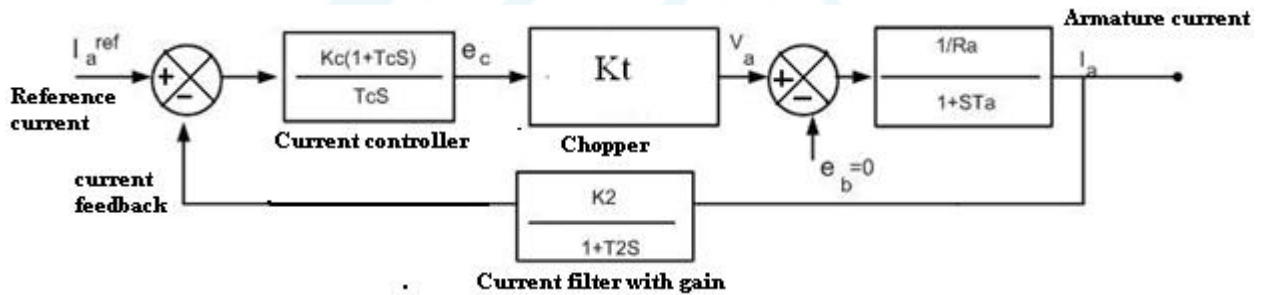 Armature current
I_a^ref
+
−
Kc(1+TcS)
TcS
e_c
Kt
V_a
+
−
1/Ra
1+STa
I_a
Reference
current
Current controller
Chopper
e_b=0
current
feedback
K2
1+T2S
Current filter with gain